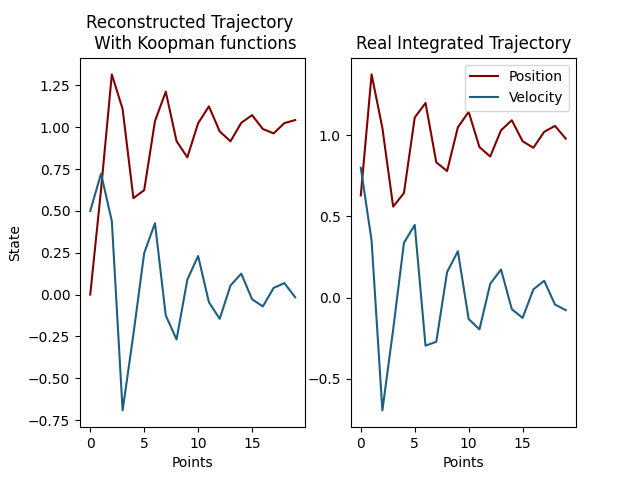 Reconstructed Trajectory
With Koopman functions
State
1.25
1.00
0.75
0.50
0.25
0.00
−0.25
−0.50
−0.75
0
5
10
15
Points
Real Integrated Trajectory
Position
Velocity
1.0
0.5
0.0
−0.5
0
5
10
15
Points